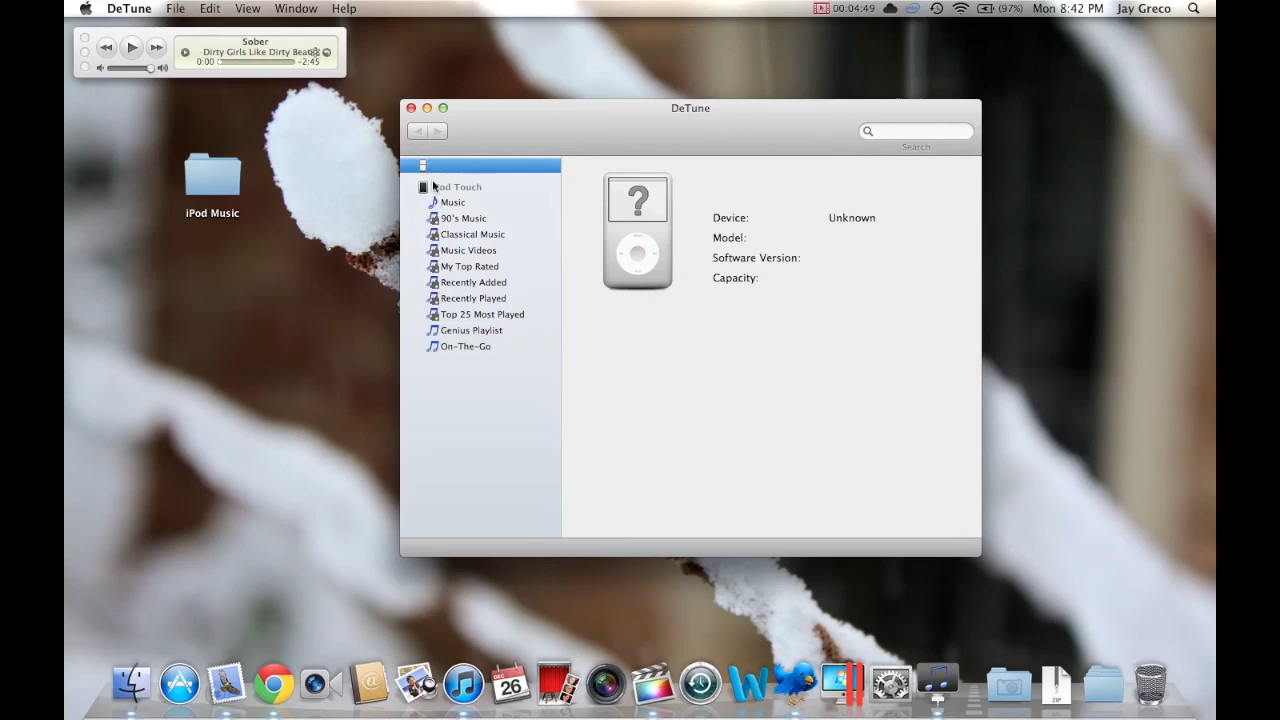 DeTune File Edit View Window Help
00:04:49 (97%) Mon 8:42 PM Jay Greco
Sober
Dirty Girls Like Dirty
0:00 -2:45
iPod Music
DeTune
Search
Touch
Music
90's Music
Classical Music
Music Videos
My Top Rated
Recently Added
Recently Played
Top 25 Most Played
Genius Playlist
On-The-Go
?
Device: Unknown
Model:
Software Version:
Capacity:
DEC
26
W
ZIP